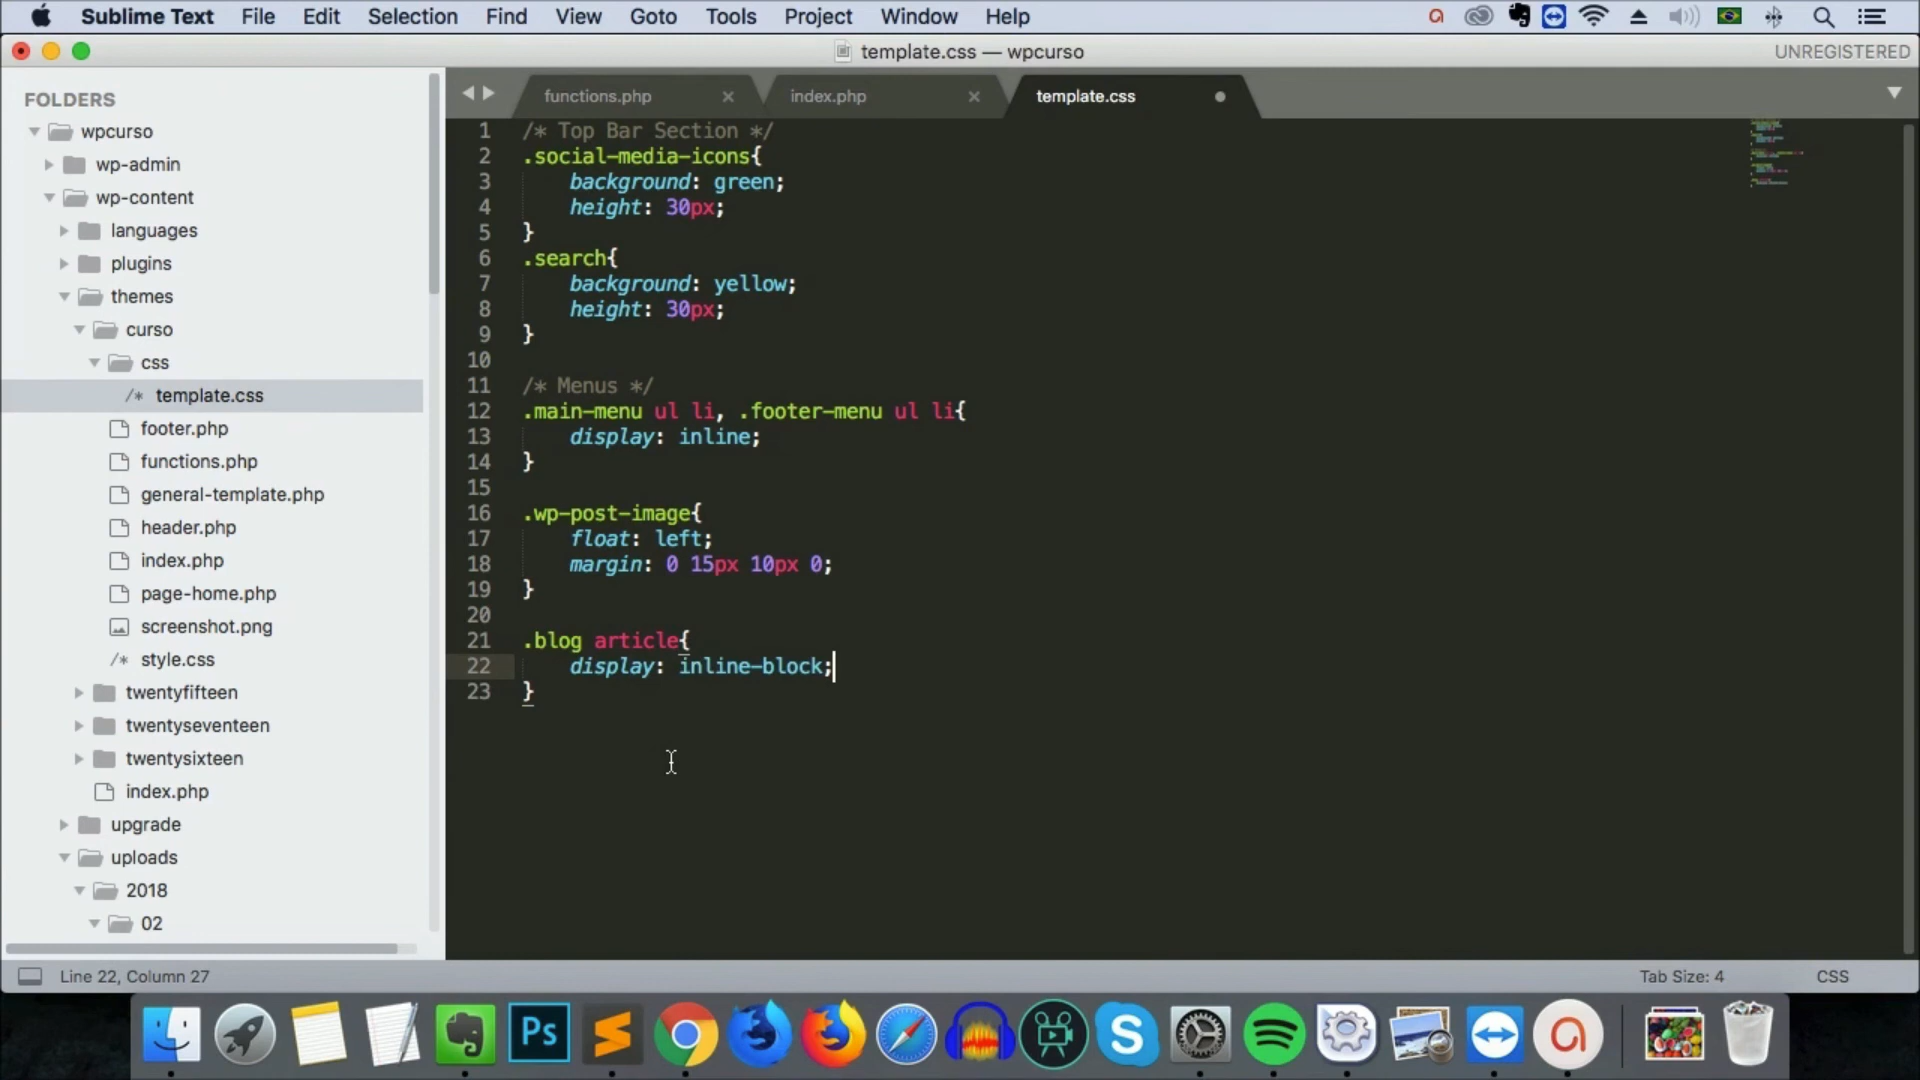 Sublime Text File Edit Selection Find View Goto Tools Project Window Help
template.css — wpcurso
UNREGISTERED
FOLDERS
wpcurso
wp-admin
wp-content
languages
plugins
themes
curso
css
/* template.css
footer.php
functions.php
general-template.php
header.php
index.php
page-home.php
screenshot.png
/* style.css
twentyfifteen
twentyseventeen
twentysixteen
index.php
upgrade
uploads
2018
02
functions.php
index.php
template.css
1 /* Top Bar Section */
2 .social-media-icons{
3 background: green;
4 height: 30px;
5 }
6 .search{
7 background: yellow;
8 height: 30px;
9 }
10
11 /* Menus */
12 .main-menu ul li, .footer-menu ul li{
13 display: inline;
14 }
15
16 .wp-post-image{
17 float: left;
18 margin: 0 15px 10px 0;
19 }
20
21 .blog article{
22 display: inline-block;
23 }
Line 22, Column 27
Tab Size: 4
CSS
Ps